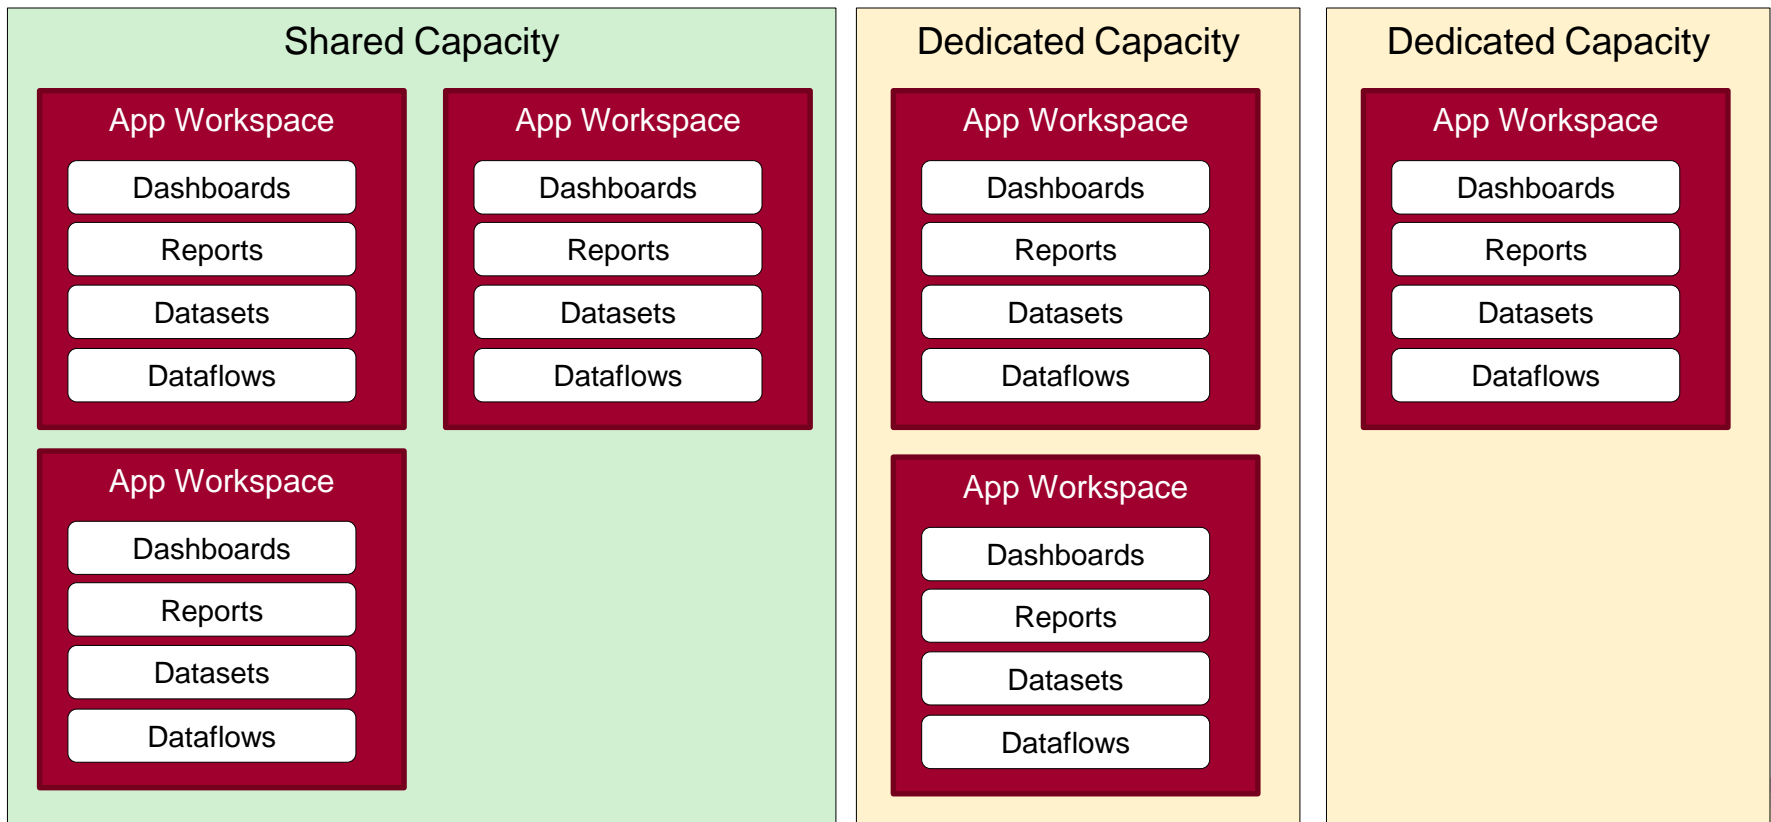 Shared Capacity
App Workspace
Dashboards
Reports
Datasets
Dataflows
App Workspace
Dashboards
Reports
Datasets
Dataflows
App Workspace
Dashboards
Reports
Datasets
Dataflows
Dedicated Capacity
App Workspace
Dashboards
Reports
Datasets
Dataflows
App Workspace
Dashboards
Reports
Datasets
Dataflows
Dedicated Capacity
App Workspace
Dashboards
Reports
Datasets
Dataflows